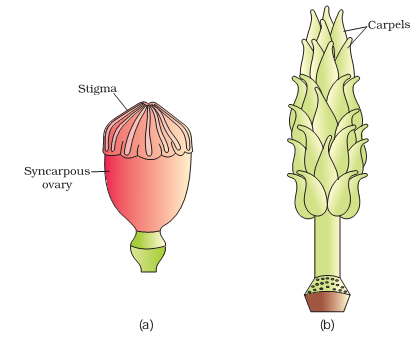 Carpels
Stigma
Syncarpous
ovary
(a)
(b)